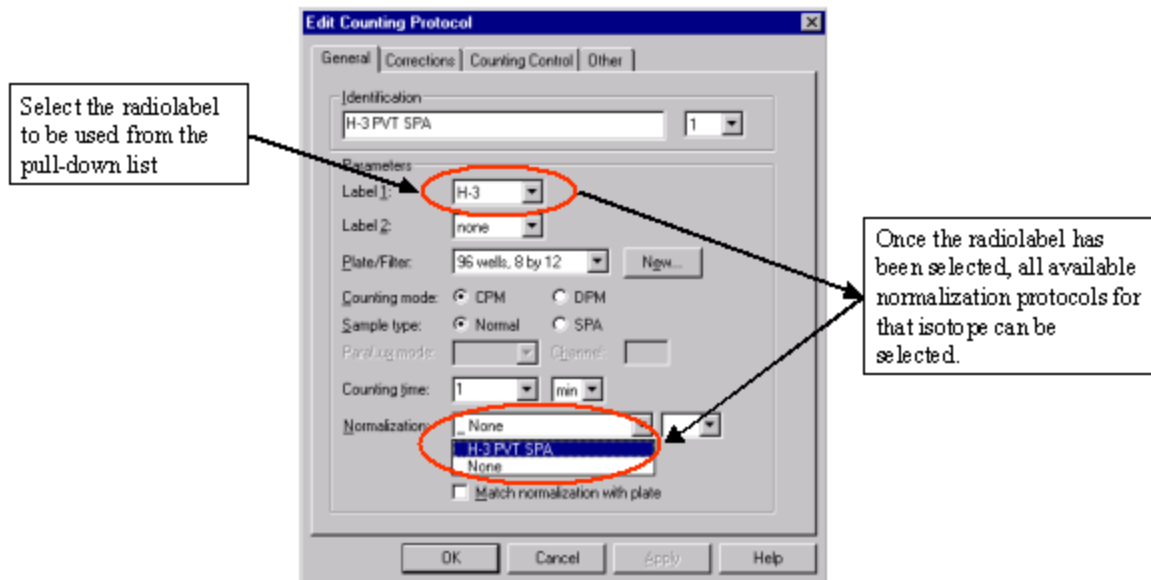 Edit Counting Protocol
General Corrections Counting Control Other
Select the radiolabel
to be used from the
pull-down list
Identification
H-3 PVT SPA 1
Parameters
Label 1: H-3
Label 2: none
Plate/Filter: 96 wells, 8 by 12 New...
Counting mode: CPM DPM
Sample type: Normal SPA
ParaLux mode: Channel:
Counting time: 1 min
Normalization: _ None
H-3 PVT SPA
_ None
Match normalization with plate
OK Cancel Apply Help
Once the radiolabel has
been selected, all available
normalization protocols for
that isotope can be
selected.